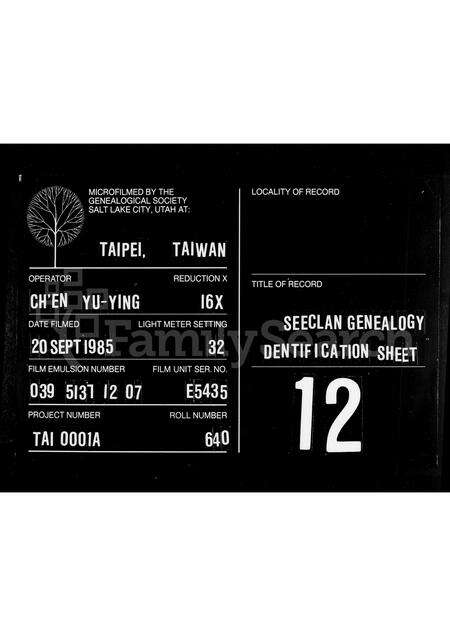 MICROFILMED BY THE
GENEALOGICAL SOCIETY
SALT LAKE CITY, UTAH AT:
TAIPEI, TAIWAN
OPERATOR REDUCTION X
CH'EN YU-YING 16X
DATE FILMED LIGHT METER SETTING
20 SEPT 1985 32
FILM EMULSION NUMBER FILM UNIT SER. NO.
039 5137 12 07 E5435
PROJECT NUMBER ROLL NUMBER
TAI 0001A 640
LOCALITY OF RECORD
TITLE OF RECORD
SEECLAN GENEALOGY
DENTIFICATION SHEET
12
FamilySearch